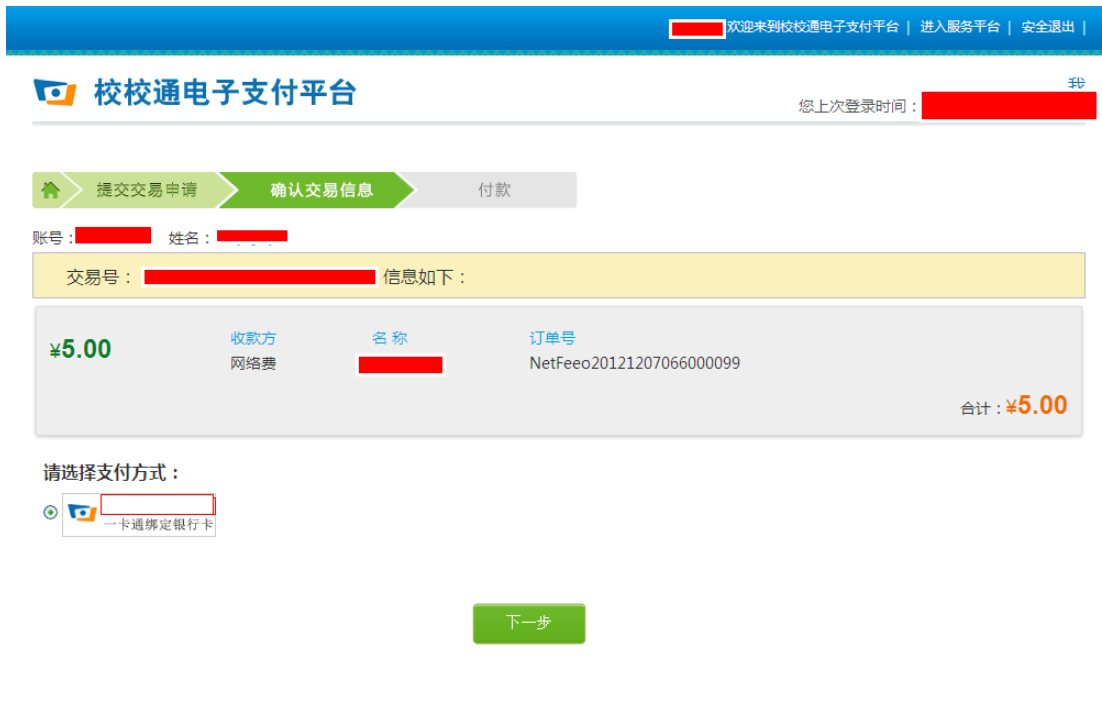 欢迎来到校校通电子支付平台 | 进入服务平台 | 安全退出 |
校校通电子支付平台
我
您上次登录时间：
提交交易申请 确认交易信息 付款
账号： 姓名：
交易号： 信息如下：
收款方 名 称 订单号
¥5.00 网络费 NetFeeo20121207066000099
合计：¥5.00
请选择支付方式：
一卡通绑定银行卡
下一步